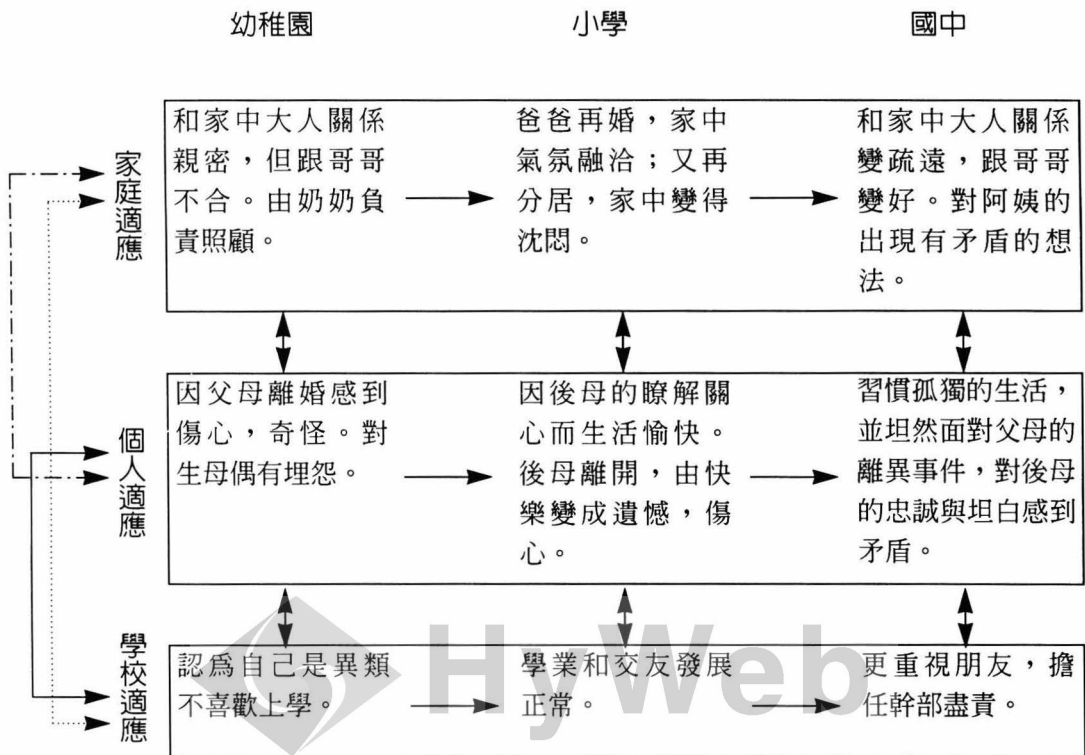 幼稚園
小學
國中
家庭適應
和家中大人關係
親密，但跟哥哥
不合。由奶奶負
責照顧。
爸爸再婚，家中
氣氛融洽；又再
分居，家中變得
沈悶。
和家中大人關係
變疏遠，跟哥哥
變好。對阿姨的
出現有矛盾的想
法。
個人適應
因父母離婚感到
傷心，奇怪。對
生母偶有埋怨。
因後母的瞭解關
心而生活愉快。
後母離開，由快
樂變成遺憾，傷
心。
習慣孤獨的生活，
並坦然面對父母的
離異事件，對後母
的忠誠與坦白感到
矛盾。
學校適應
認為自己是異類
不喜歡上學。
學業和交友發展
正常。
更重視朋友，擔
任幹部盡責。
HyWeb